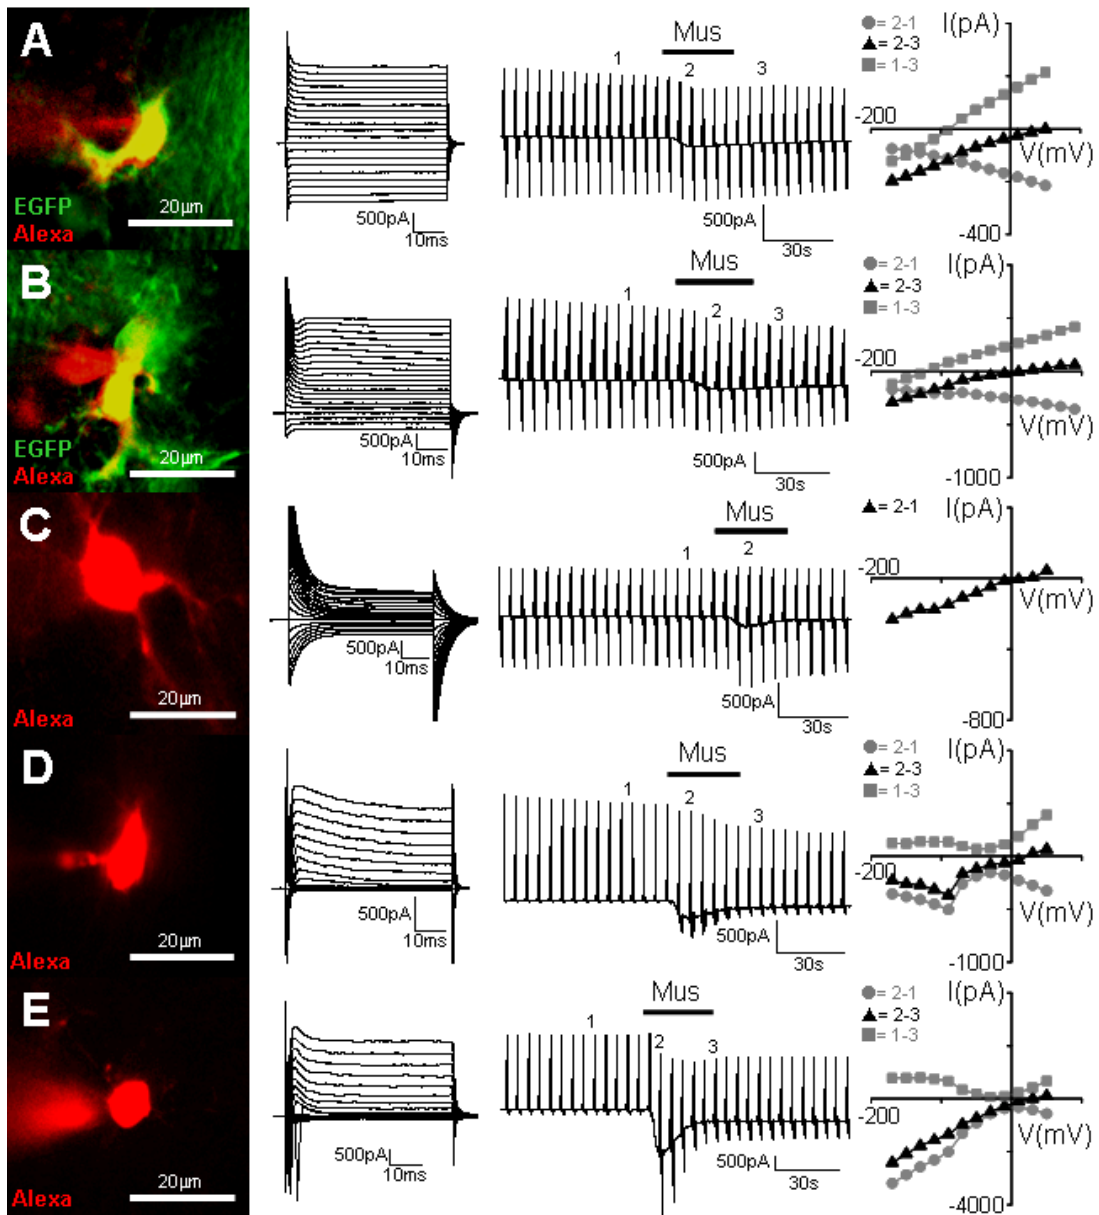 A
EGFP
Alexa
20µm
500pA
10ms
Mus
1
2
3
500pA
30s
= 2-1
= 2-3
= 1-3
I(pA)
-200
V(mV)
-400
B
EGFP
Alexa
20µm
500pA
10ms
Mus
1
2
3
500pA
30s
= 2-1
= 2-3
= 1-3
I(pA)
-200
V(mV)
-1000
C
Alexa
20µm
500pA
10ms
Mus
1
2
500pA
30s
= 2-1
I(pA)
-200
V(mV)
-800
D
Alexa
20µm
500pA
10ms
Mus
1
2
3
500pA
30s
= 2-1
= 2-3
= 1-3
I(pA)
-200
V(mV)
-1000
E
Alexa
20µm
500pA
10ms
Mus
1
2
3
500pA
30s
= 2-1
= 2-3
= 1-3
I(pA)
-200
V(mV)
-4000